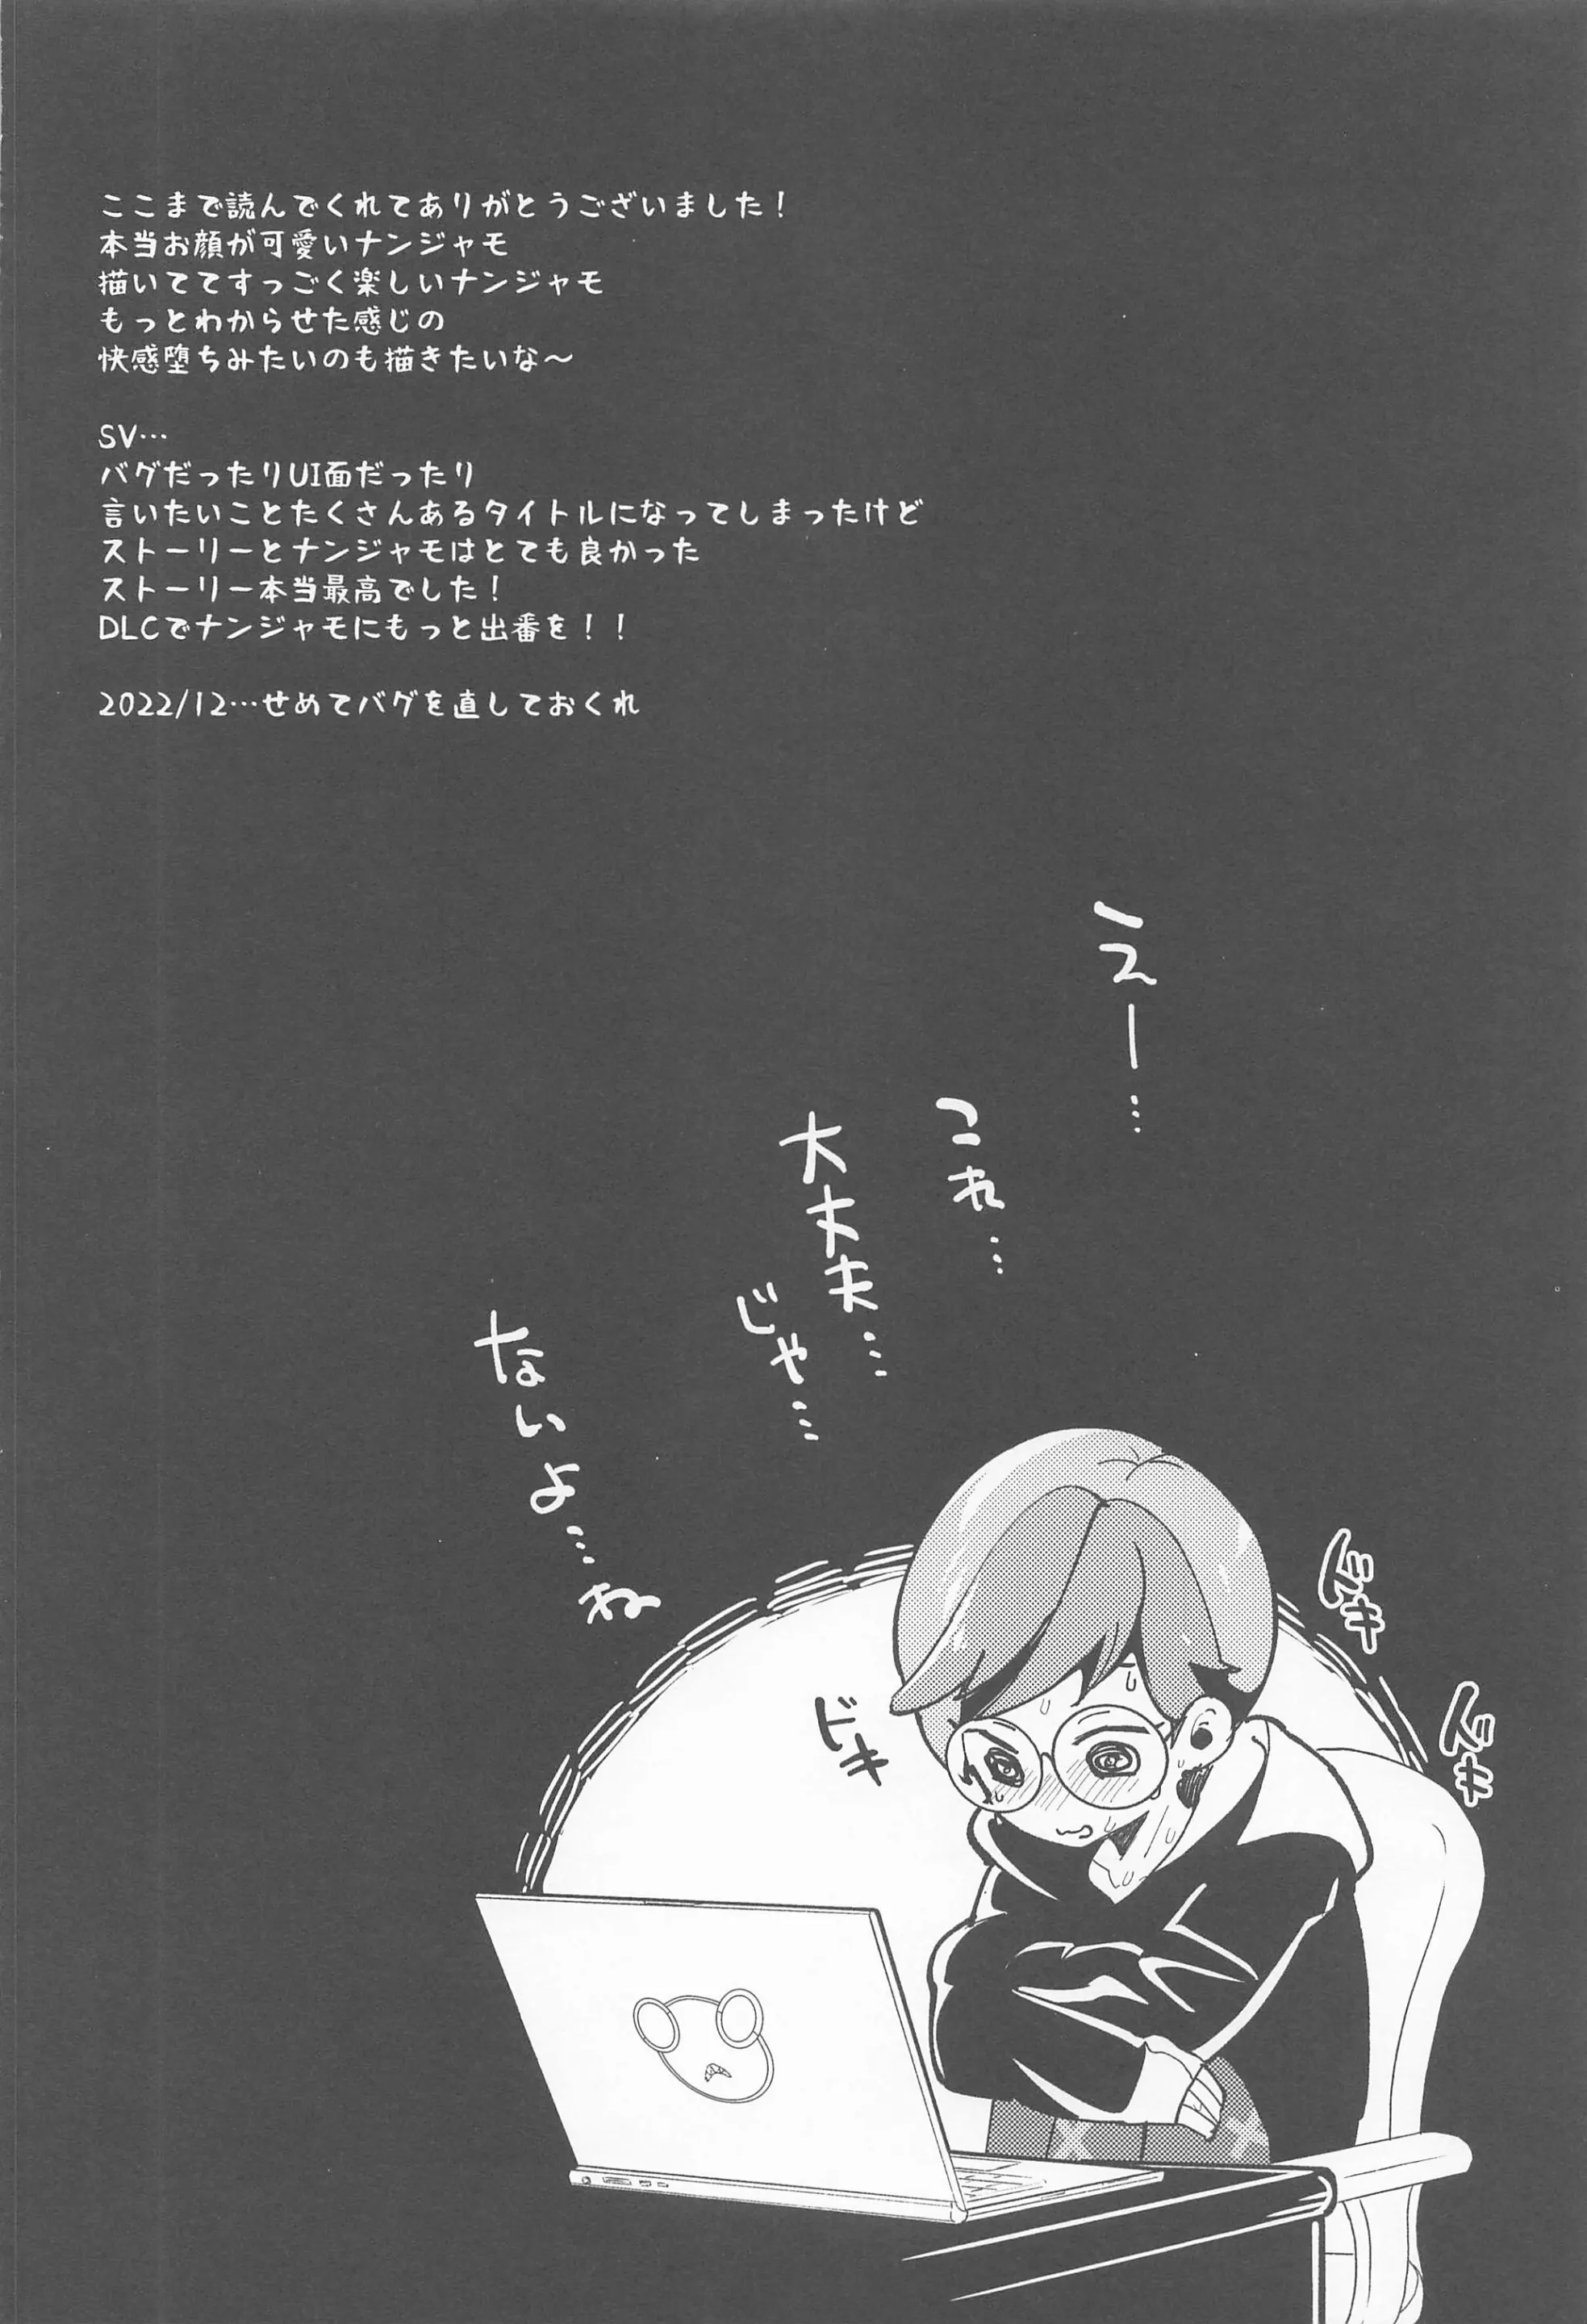 ここまで読んでくれてありがとうございました！
本当お顔が可愛いナンジャモ
描いててすっごく楽しいナンジャモ
もっとわからせた感じの
快感堕ちみたいのも描きたいな～
SV…
バグだったりUI面だったり
言いたいことたくさんあるタイトルになってしまったけど
ストーリーとナンジャモはとても良かった
ストーリー本当最高でした！
DLCでナンジャモにもっと出番を！！
2022/12…せめてバグを直しておくれ
えー…
これ…
大丈夫…
じゃ…
ないよ…ね
ドキ
ドキ
ドキ